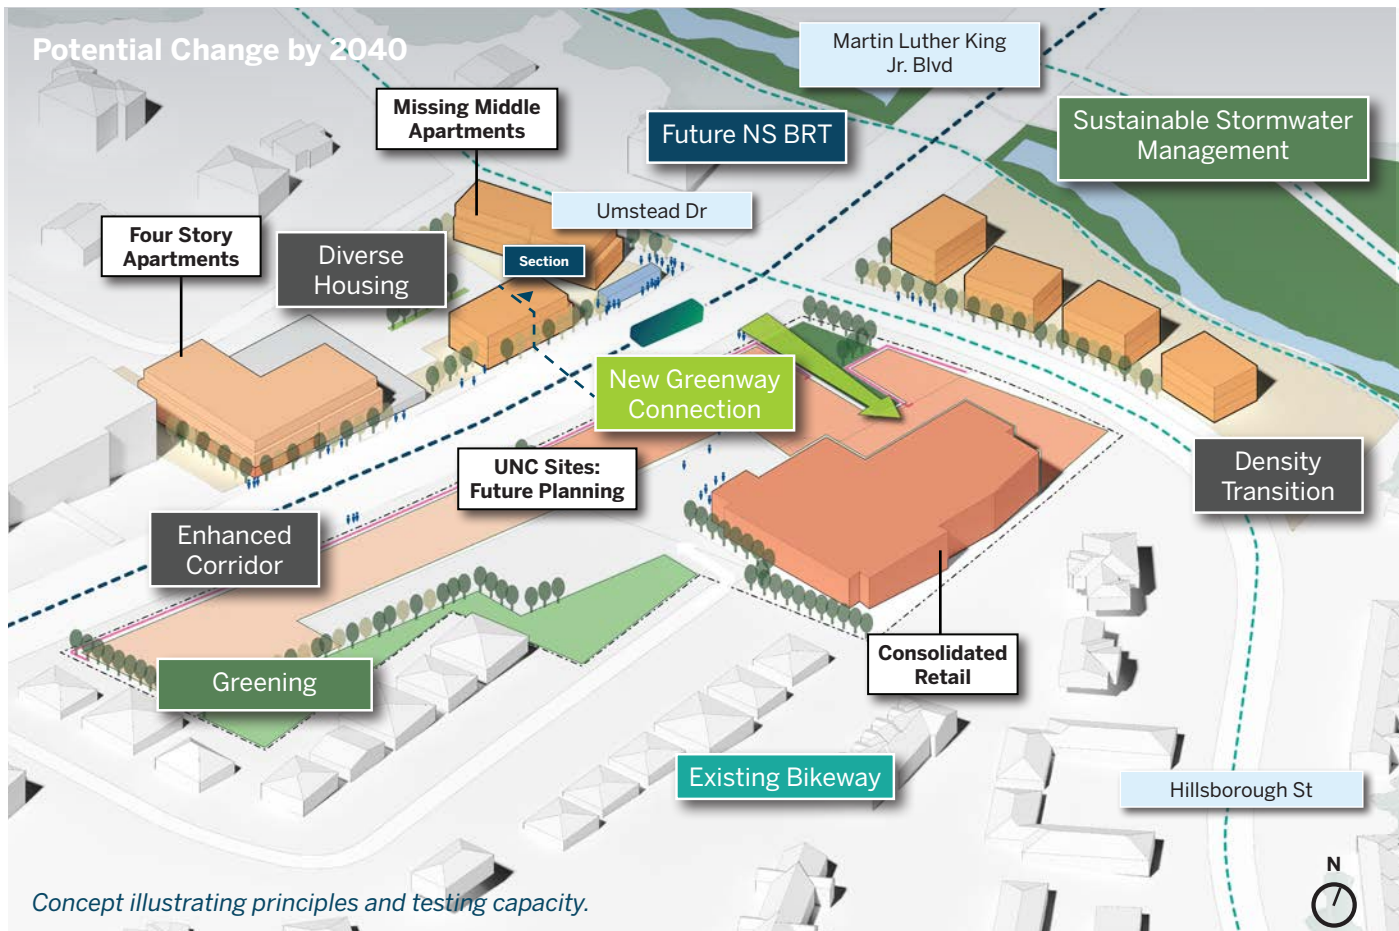 Potential Change by 2040
Martin Luther King
Jr. Blvd
Missing Middle
Apartments
Future NS BRT
Sustainable Stormwater
Management
Umstead Dr
Four Story
Apartments
Diverse
Housing
Section
New Greenway
Connection
UNC Sites:
Future Planning
Density
Transition
Enhanced
Corridor
Consolidated
Retail
Greening
Existing Bikeway
Hillsborough St
N
Concept illustrating principles and testing capacity.